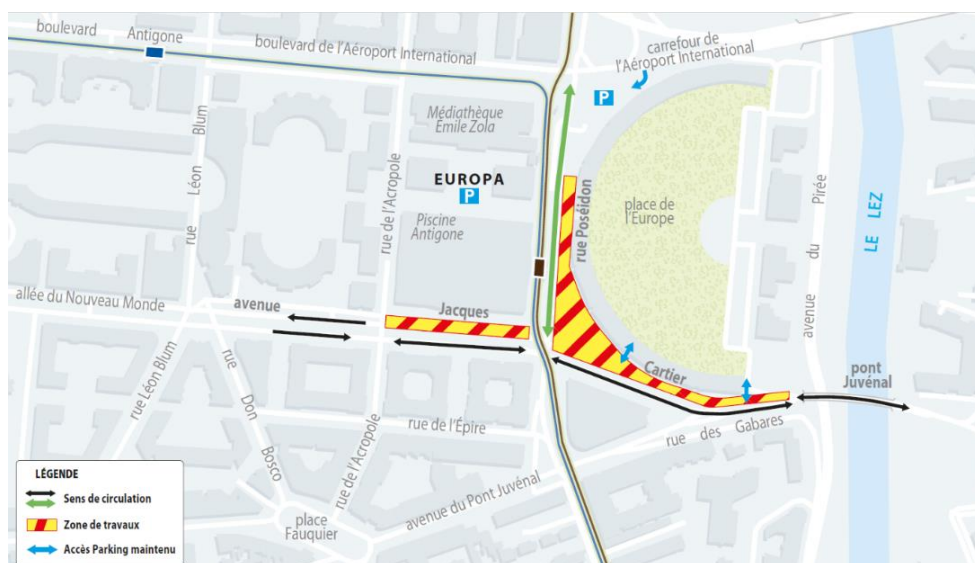 boulevard
Antigone
boulevard de l'Aéroport International
carrefour de
l'Aéroport International
P
Médiathèque
Émile Zola
rue Léon Blum
rue de l'Acropole
EUROPA
P
Piscine
Antigone
rue Poséidon
place de
l'Europe
avenue du Pirée
LE LEZ
allée du Nouveau Monde
avenue
Jacques
Cartier
pont
Juvénal
rue des Gabares
rue Léon Blum
rue Don Bosco
rue de l'Acropole
rue de l'Épire
avenue du Pont Juvénal
place
Fauquier
LÉGENDE
Sens de circulation
Zone de travaux
Accès Parking maintenu